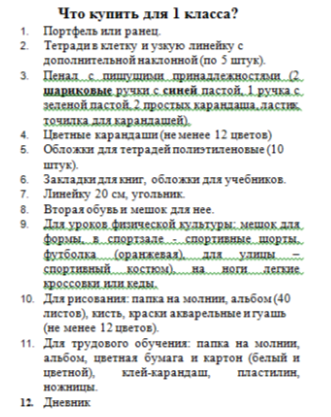 Что купить для 1 класса?
1. Портфель или ранец.
2. Тетради в клетку и узкую линейку с
дополнительной наклонной (по 5 штук).
3. Пенал с пишущими принадлежностями (2
шариковые ручки с синей пастой, 1 ручка с
зеленой пастой, 2 простых карандаша, ластик,
точилка для карандашей).
4. Цветные карандаши (не менее 12 цветов)
5. Обложки для тетрадей полиэтиленовые (10
штук).
6. Закладки для книг, обложки для учебников.
7. Линейку 20 см, угольник.
8. Вторая обувь и мешок для нее.
9. Для уроков физической культуры: мешок для
формы, в спортзале - спортивные шорты,
футболка (оранжевая), для улицы –
спортивный костюм), на ноги легкие
кроссовки или кеды.
10. Для рисования: папка на молнии, альбом (40
листов), кисть, краски акварельные и гуашь
(не менее 12 цветов).
11. Для трудового обучения: папка на молнии,
альбом, цветная бумага и картон (белый и
цветной), клей-карандаш, пластилин,
ножницы.
12. Дневник